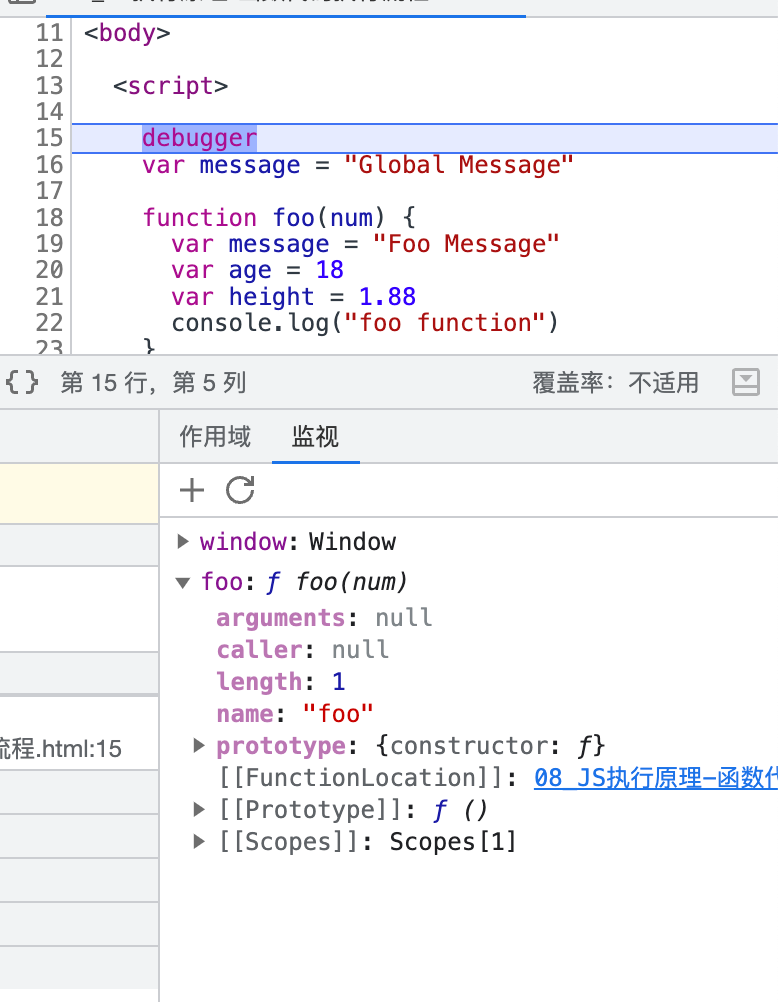 11 <body>
12
13 <script>
14
15 debugger
16 var message = "Global Message"
17
18 function foo(num) {
19 var message = "Foo Message"
20 var age = 18
21 var height = 1.88
22 console.log("foo function")
23 }
{} 第 15 行，第 5 列 覆盖率：不适用
作用域 监视
window: Window
foo: ƒ foo(num)
arguments: null
caller: null
length: 1
name: "foo"
流程.html:15
prototype: {constructor: ƒ}
[[FunctionLocation]]: 08_JS执行原理-函数代
[[Prototype]]: ƒ ()
[[Scopes]]: Scopes[1]